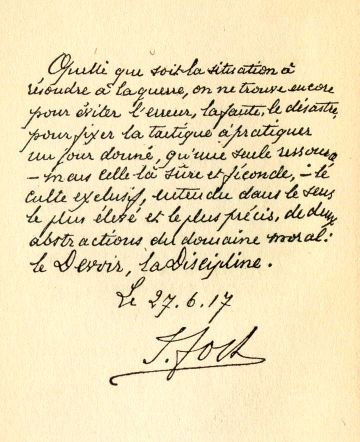 Quelle que soit la situation à
résoudre à la guerre, on ne trouve encore
pour éviter l'erreur, la faute, le désastre,
pour fixer la tactique à pratiquer
un jour donné, qu'une seule ressource
– mais celle là sûre et féconde, – le
culte exclusif, entendu dans le sens
le plus élevé et le plus précis, de deux
abstractions du domaine moral:
le Devoir, la Discipline.
Le 27.6.17
F. Foch